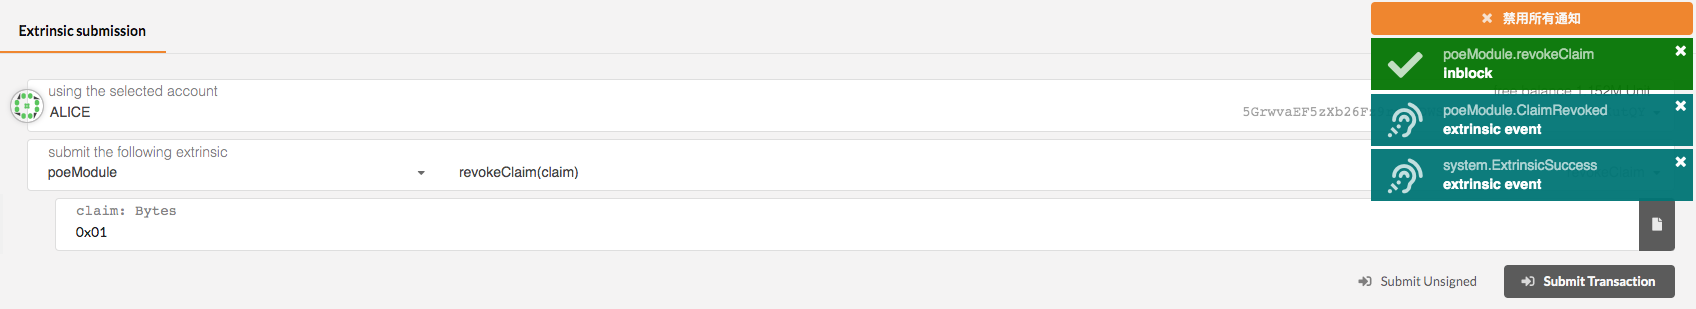 Extrinsic submission
禁用所有通知
poeModule.revokeClaim
inblock
poeModule.ClaimRevoked
extrinsic event
system.ExtrinsicSuccess
extrinsic event
using the selected account
ALICE
5GrwvaEF5zXb26F
submit the following extrinsic
poeModule
revokeClaim(claim)
claim: Bytes
0x01
Submit Unsigned
Submit Transaction